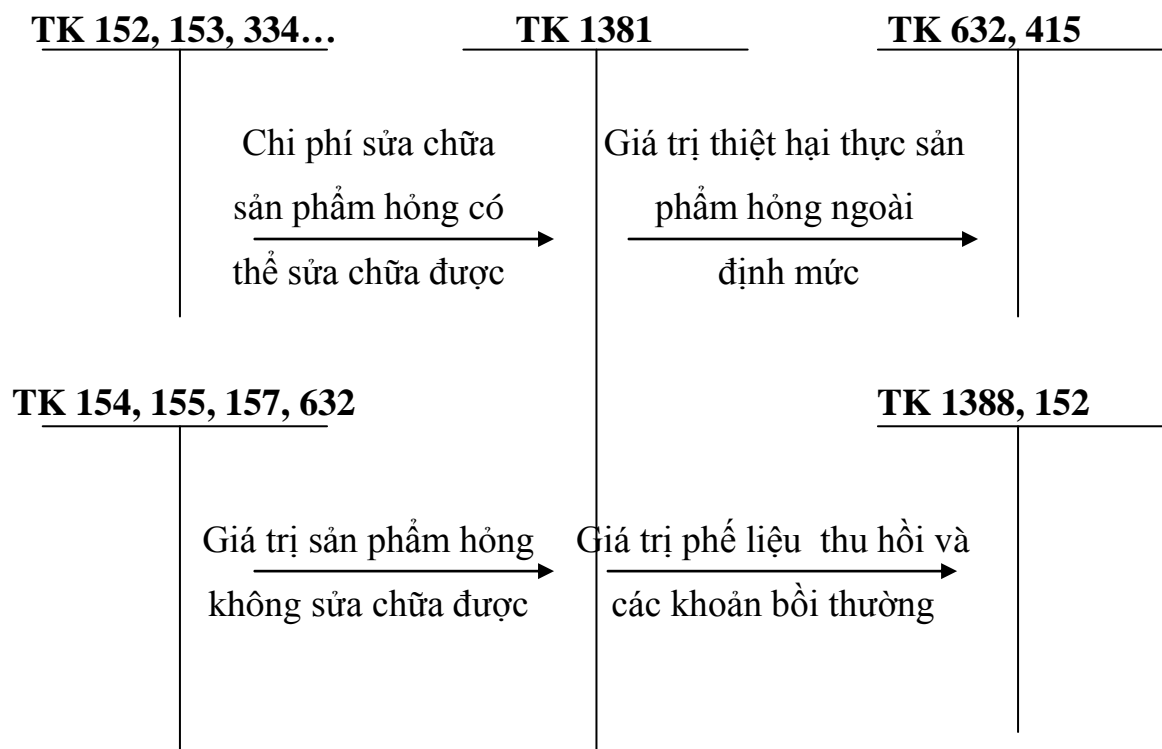 TK 152, 153, 334…
TK 1381
TK 632, 415
Chi phí sửa chữa
sản phẩm hỏng có
thể sửa chữa được
Giá trị thiệt hại thực sản
phẩm hỏng ngoài
định mức
TK 154, 155, 157, 632
TK 1388, 152
Giá trị sản phẩm hỏng
không sửa chữa được
Giá trị phế liệu thu hồi và
các khoản bồi thường